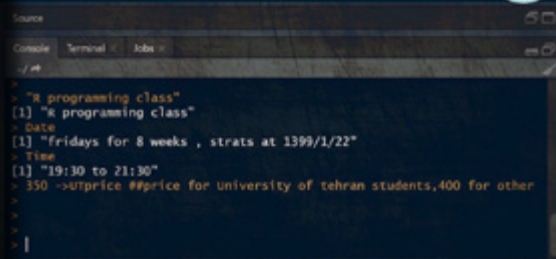 Source
Console Terminal × Jobs ×
~/
>
> "R programming class"
[1] "R programming class"
> Date
[1] "fridays for 8 weeks , strats at 1399/1/22"
> Time
[1] "19:30 to 21:30"
> 350 ->UTprice ##price for University of tehran students,400 for other
>
>
>
>